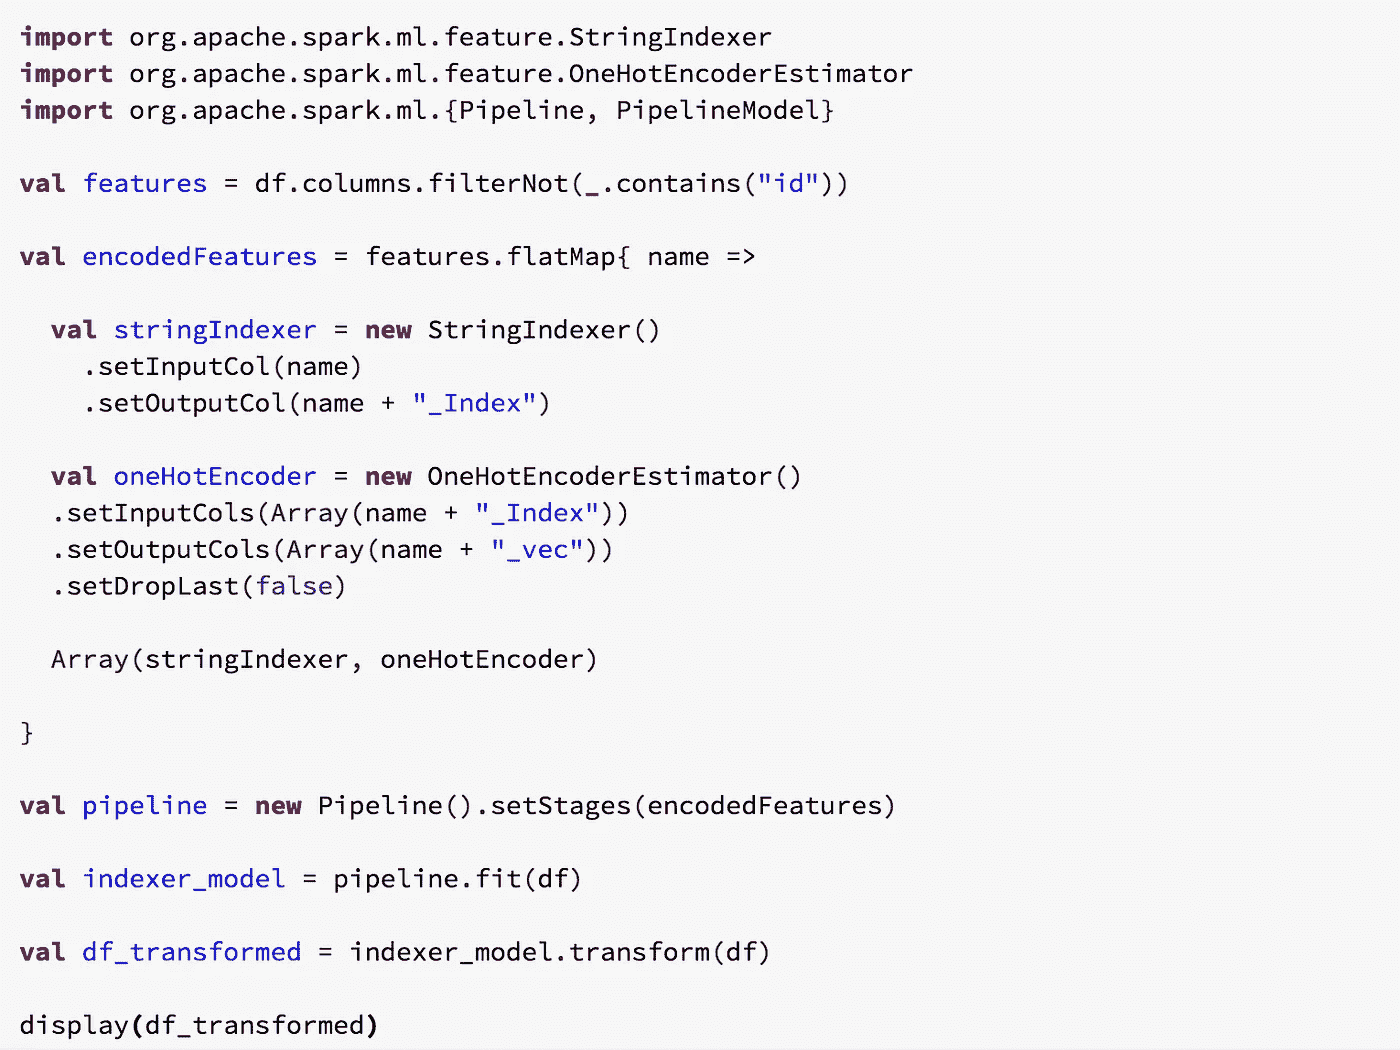 import org.apache.spark.ml.feature.StringIndexer
import org.apache.spark.ml.feature.OneHotEncoderEstimator
import org.apache.spark.ml.{Pipeline, PipelineModel}
val features = df.columns.filterNot(_.contains("id"))
val encodedFeatures = features.flatMap{ name =>
  val stringIndexer = new StringIndexer()
    .setInputCol(name)
    .setOutputCol(name + "_Index")
  val oneHotEncoder = new OneHotEncoderEstimator()
  .setInputCols(Array(name + "_Index"))
  .setOutputCols(Array(name + "_vec"))
  .setDropLast(false)
  Array(stringIndexer, oneHotEncoder)
}
val pipeline = new Pipeline().setStages(encodedFeatures)
val indexer_model = pipeline.fit(df)
val df_transformed = indexer_model.transform(df)
display(df_transformed)